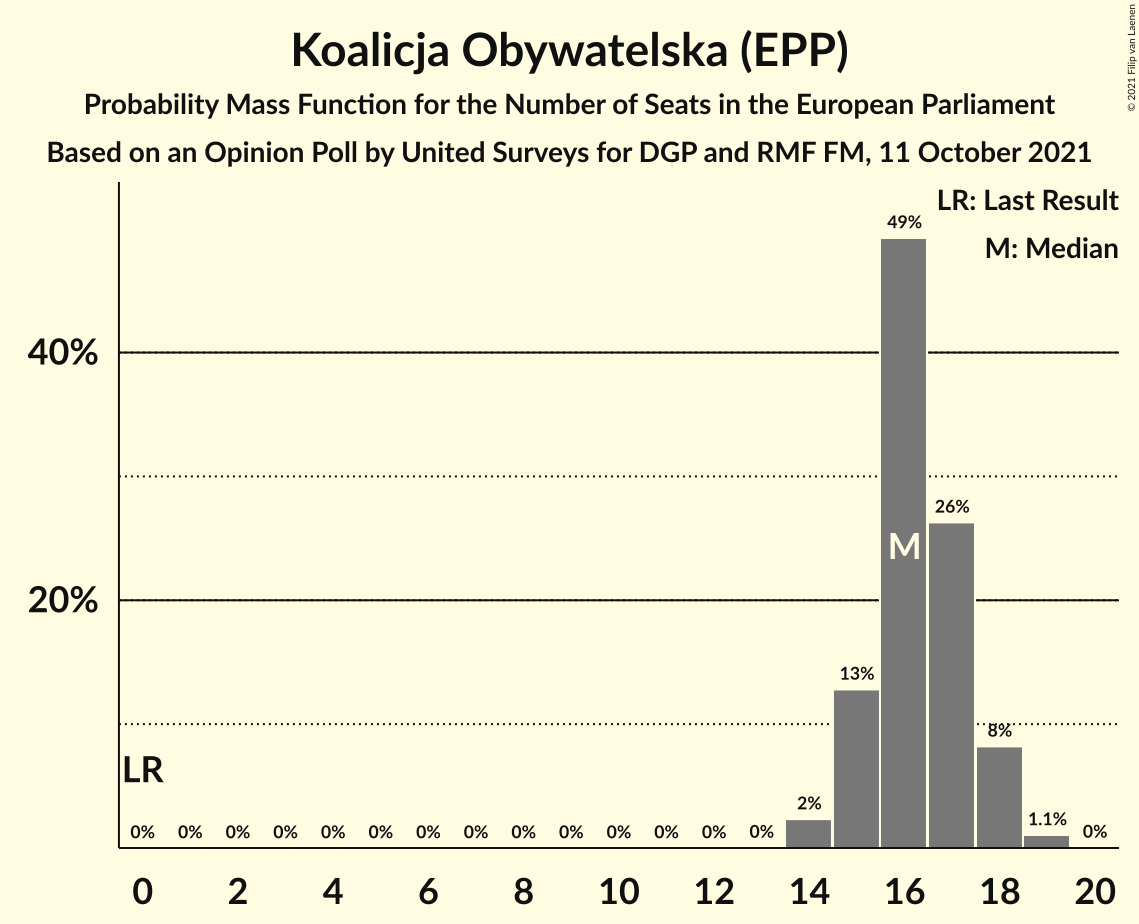 Koalicja Obywatelska (EPP)
Probability Mass Function for the Number of Seats in the European Parliament
Based on an Opinion Poll by United Surveys for DGP and RMF FM, 11 October 2021
© 2021 Filip van Laenen
LR: Last Result
M: Median
49%
40%
26%
M
20%
13%
8%
LR
2%
1.1%
0% 0% 0% 0% 0% 0% 0% 0% 0% 0% 0% 0% 0% 0% 0%
0 2 4 6 8 10 12 14 16 18 20